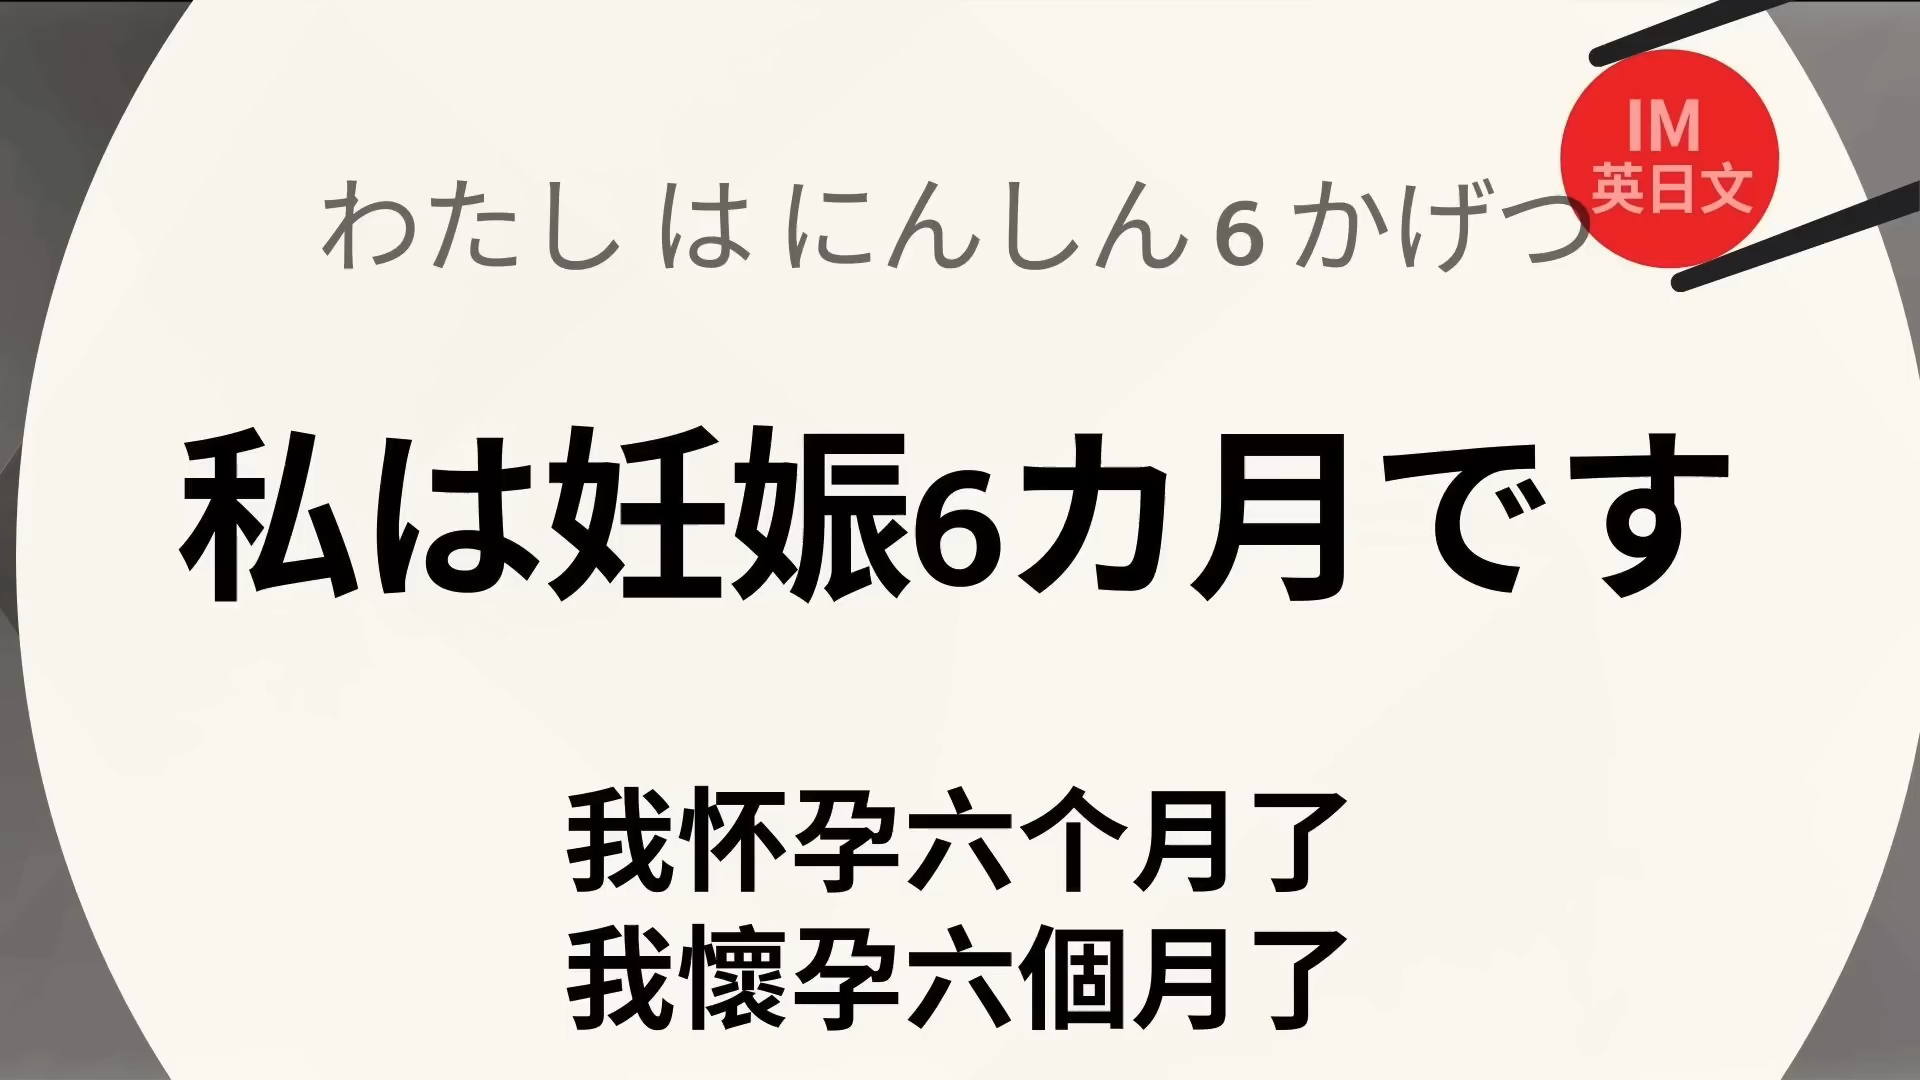 IM
英日文
わたし は にんしん 6 かげつ
私は妊娠6カ月です
我怀孕六个月了
我懷孕六個月了